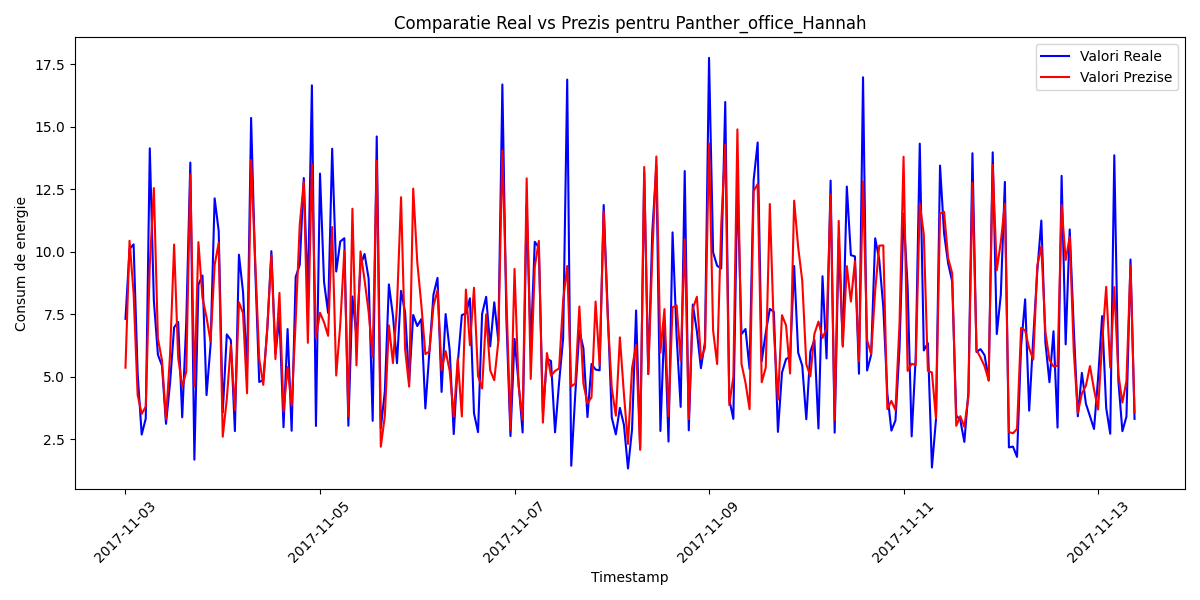 Comparatie Real vs Prezis pentru Panther_office_Hannah
Valori Reale
Valori Prezise
Consum de energie
17.5
15.0
12.5
10.0
7.5
5.0
2.5
2017-11-03
2017-11-05
2017-11-07
2017-11-09
2017-11-11
2017-11-13
Timestamp